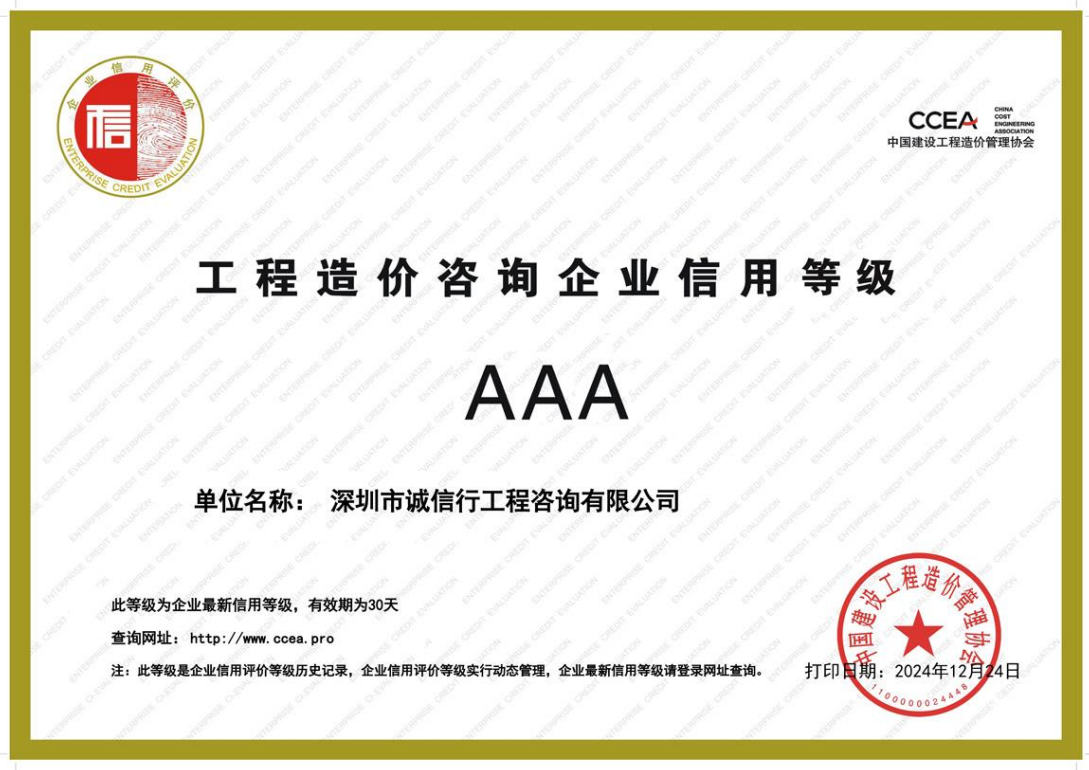 企业信用评价
信
ENTERPRISE CREDIT EVALUATION
CCEA
CHINA
COST
ENGINEERING
ASSOCIATION
中国建设工程造价管理协会
工程造价咨询企业信用等级
AAA
单位名称： 深圳市诚信行工程咨询有限公司
此等级为企业最新信用等级，有效期为30天
查询网址：http://www.ccea.pro
注：此等级是企业信用评价等级历史记录，企业信用评价等级实行动态管理，企业最新信用等级请登录网址查询。
打印日期：2024年12月24日
中国建设工程造价管理协会
1100000024448